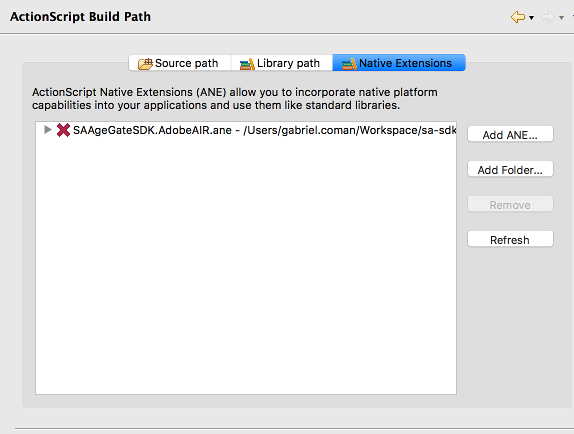 ActionScript Build Path
Source path
Library path
Native Extensions
ActionScript Native Extensions (ANE) allow you to incorporate native platform
capabilities into your applications and use them like standard libraries.
SAAgeGateSDK.AdobeAIR.ane - /Users/gabriel.coman/Workspace/sa-sdk
Add ANE...
Add Folder...
Remove
Refresh